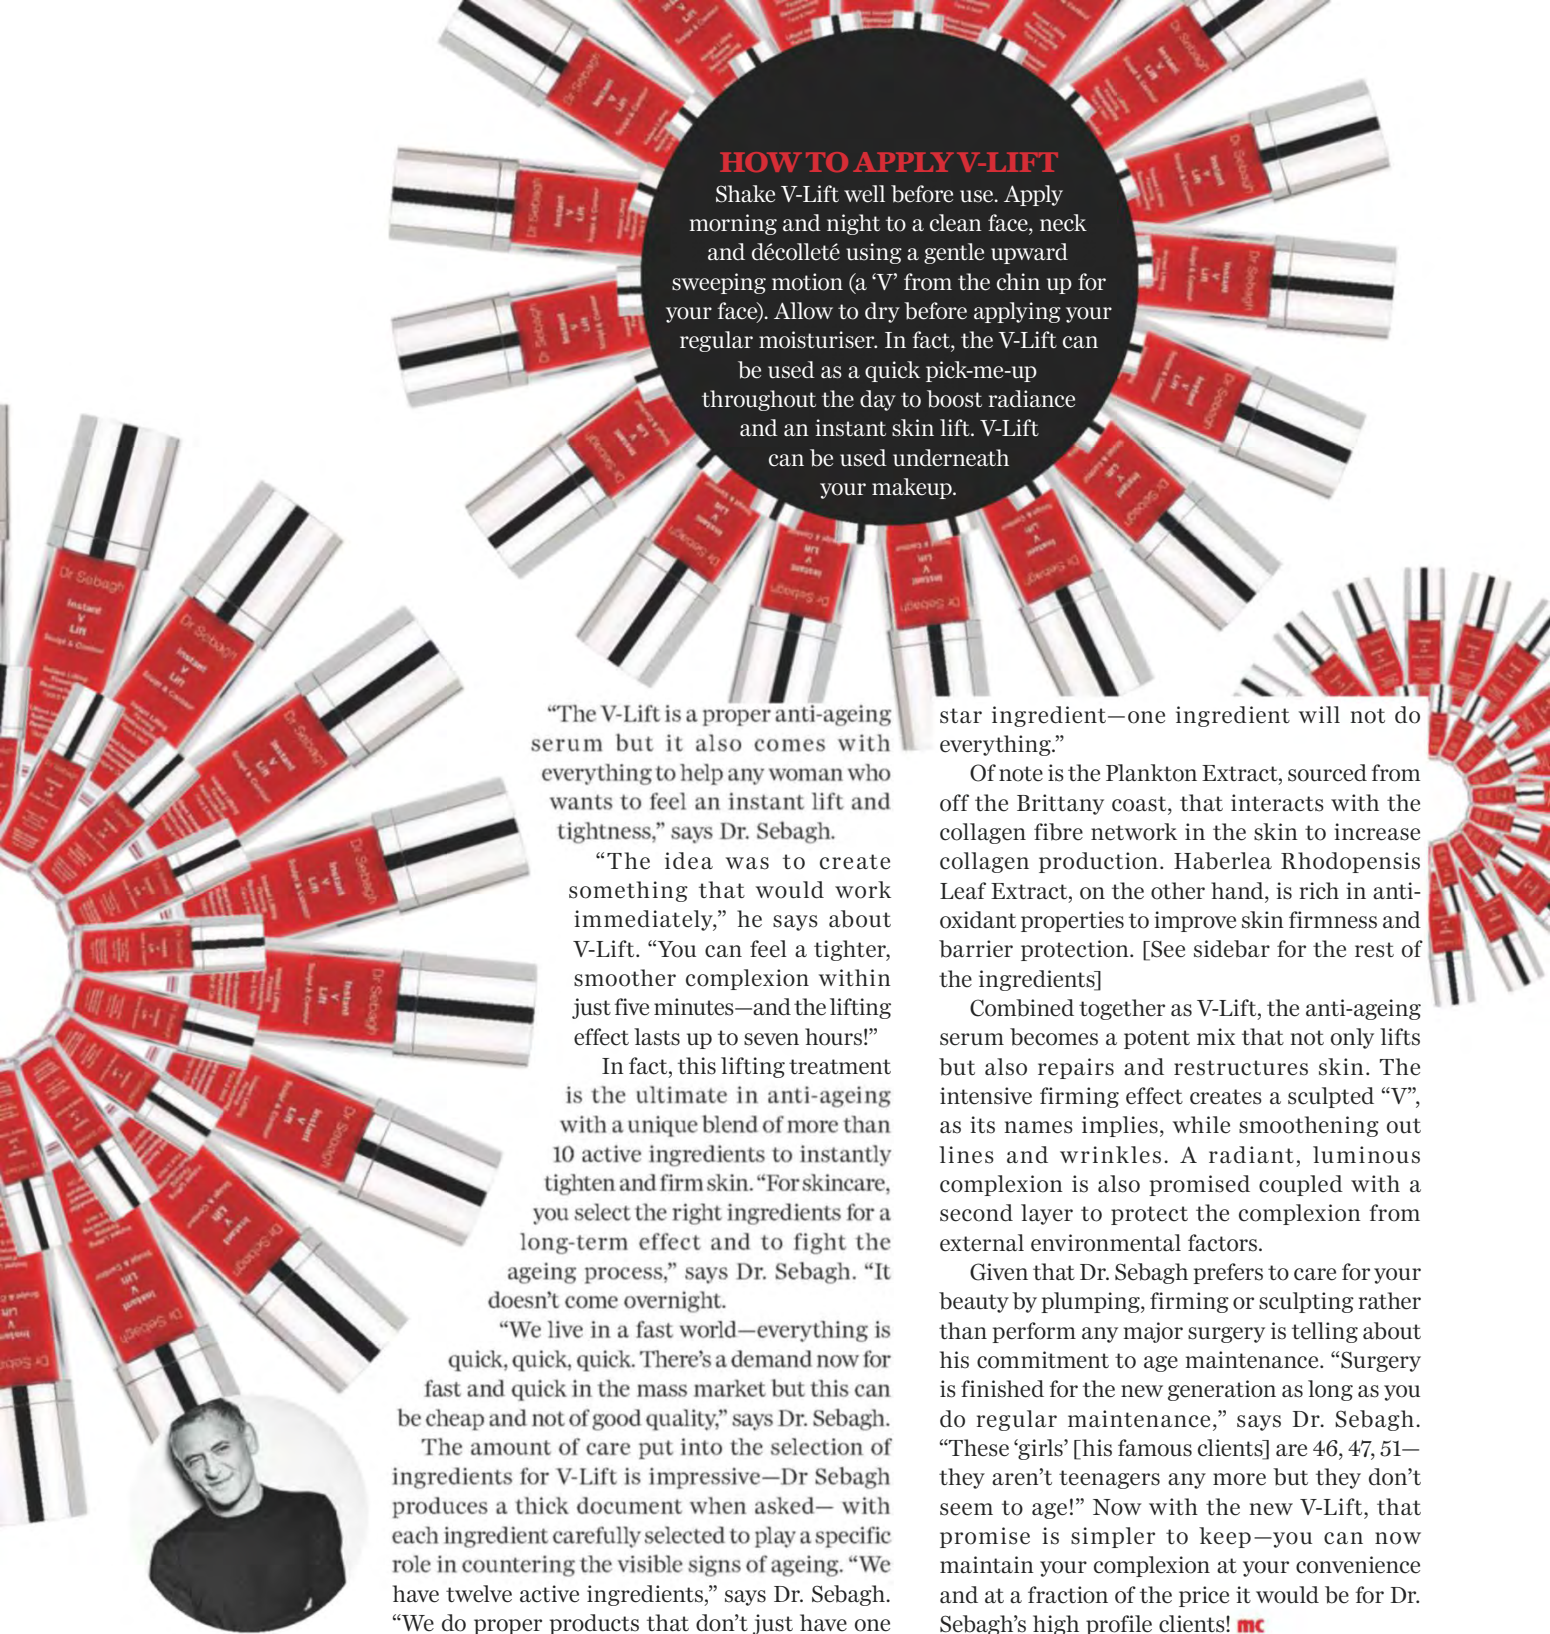 HOW TO APPLY V-LIFT
Shake V-Lift well before use. Apply
morning and night to a clean face, neck
and décolleté using a gentle upward
sweeping motion (a ‘V’ from the chin up for
your face). Allow to dry before applying your
regular moisturiser. In fact, the V-Lift can
be used as a quick pick-me-up
throughout the day to boost radiance
and an instant skin lift. V-Lift
can be used underneath
your makeup.
Dr Sebagh
Instant
V
Lift
Sculpt & Contour
“The V-Lift is a proper anti-ageing
serum but it also comes with
everything to help any woman who
wants to feel an instant lift and
tightness,” says Dr. Sebagh.
“The idea was to create
something that would work
immediately,” he says about
V-Lift. “You can feel a tighter,
smoother complexion within
just five minutes—and the lifting
effect lasts up to seven hours!”
In fact, this lifting treatment
is the ultimate in anti-ageing
with a unique blend of more than
10 active ingredients to instantly
tighten and firm skin. “For skincare,
you select the right ingredients for a
long-term effect and to fight the
ageing process,” says Dr. Sebagh. “It
doesn’t come overnight.
“We live in a fast world—everything is
quick, quick, quick. There’s a demand now for
fast and quick in the mass market but this can
be cheap and not of good quality,” says Dr. Sebagh.
The amount of care put into the selection of
ingredients for V-Lift is impressive—Dr Sebagh
produces a thick document when asked— with
each ingredient carefully selected to play a specific
role in countering the visible signs of ageing. “We
have twelve active ingredients,” says Dr. Sebagh.
“We do proper products that don’t just have one
star ingredient—one ingredient will not do
everything.”
Of note is the Plankton Extract, sourced from
off the Brittany coast, that interacts with the
collagen fibre network in the skin to increase
collagen production. Haberlea Rhodopensis
Leaf Extract, on the other hand, is rich in anti-
oxidant properties to improve skin firmness and
barrier protection. [See sidebar for the rest of
the ingredients]
Combined together as V-Lift, the anti-ageing
serum becomes a potent mix that not only lifts
but also repairs and restructures skin. The
intensive firming effect creates a sculpted “V”,
as its names implies, while smoothening out
lines and wrinkles. A radiant, luminous
complexion is also promised coupled with a
second layer to protect the complexion from
external environmental factors.
Given that Dr. Sebagh prefers to care for your
beauty by plumping, firming or sculpting rather
than perform any major surgery is telling about
his commitment to age maintenance. “Surgery
is finished for the new generation as long as you
do regular maintenance,” says Dr. Sebagh.
“These ‘girls’ [his famous clients] are 46, 47, 51—
they aren’t teenagers any more but they don’t
seem to age!” Now with the new V-Lift, that
promise is simpler to keep—you can now
maintain your complexion at your convenience
and at a fraction of the price it would be for Dr.
Sebagh’s high profile clients! mc